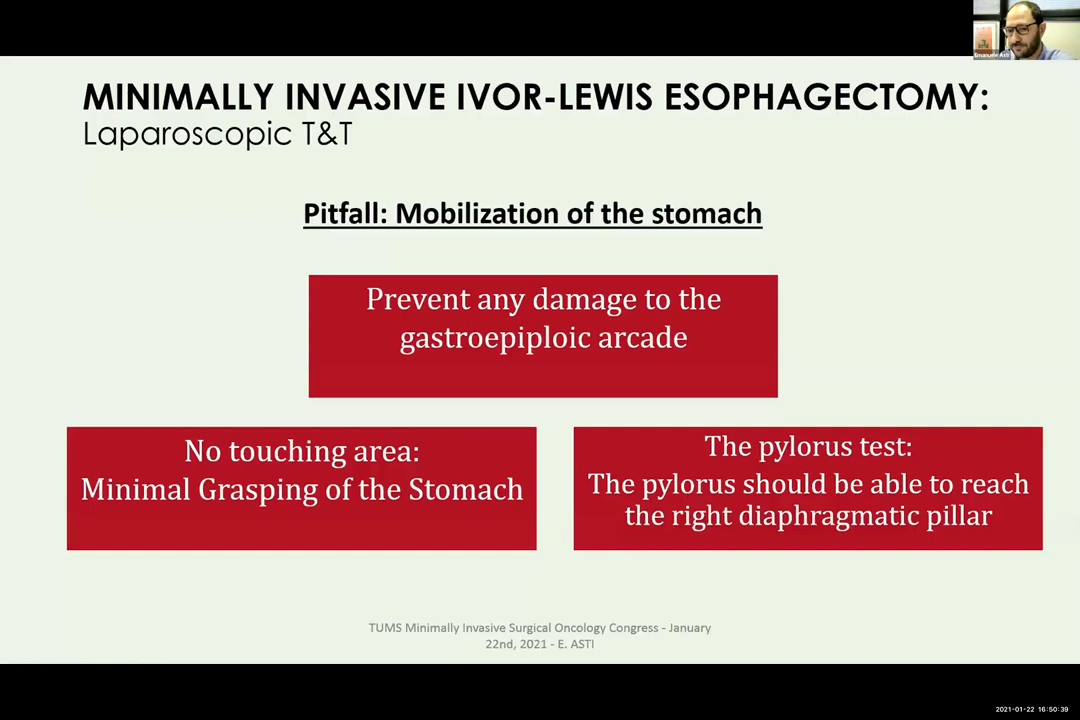 Emanuele Asti
MINIMALLY INVASIVE IVOR-LEWIS ESOPHAGECTOMY:
Laparoscopic T&T
Pitfall: Mobilization of the stomach
Prevent any damage to the
gastroepiploic arcade
No touching area:
Minimal Grasping of the Stomach
The pylorus test:
The pylorus should be able to reach
the right diaphragmatic pillar
TUMS Minimally Invasive Surgical Oncology Congress - January
22nd, 2021 - E. ASTI
2021-01-22 16:50:39